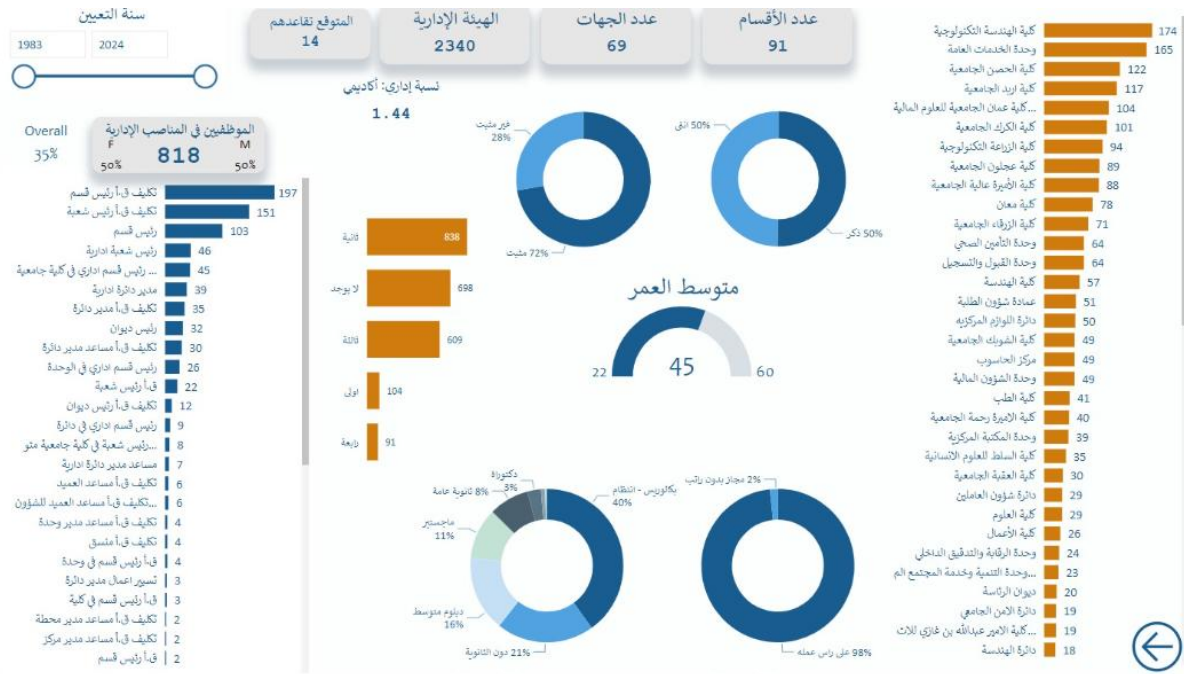 سنة التعيين
1983
2024
المتوقع تقاعدهم
14
الهيئة الإدارية
2340
عدد الجهات
69
عدد الأقسام
91
نسبة إداري: أكاديمي
1.44
Overall
35%
الموظفيين في المناصب الإدارية
F
50%
818
M
50%
تكليف ق.أ رئيس قسم 197
تكليف ق.أ رئيس شعبة 151
رئيس قسم 103
رئيس شعبة ادارية 46
رئيس قسم اداري في كلية جامعية ... 45
مدير دائرة ادارية 39
تكليف ق.أ مدير دائرة 35
رئيس ديوان 32
تكليف ق.أ مساعد مدير دائرة 30
رئيس قسم اداري في الوحدة 26
ق.أ رئيس شعبة 22
تكليف ق.أ رئيس ديوان 12
رئيس قسم اداري في دائرة 9
رئيس شعبة في كلية جامعية متو... 8
مساعد مدير دائرة ادارية 7
تكليف ق.أ مساعد العميد 6
تكليف ق.أ مساعد العميد للشؤون... 6
تكليف ق.أ مساعد مدير وحدة 4
تكليف ق.أ منسق 4
ق.أ رئيس قسم في وحدة 4
تسيير اعمال مدير دائرة 3
ق.أ رئيس قسم في كلية 3
تكليف ق.أ مساعد مدير محطة 2
تكليف ق.أ مساعد مدير مركز 2
ق.أ رئيس قسم 2
غير مثبت
28%
72% مثبت
50% انثى
50% ذكر
ثانية 838
لا يوجد 698
ثالثة 609
اولى 104
رابعة 91
متوسط العمر
22
45
60
دكتوراة
3%
8% ثانوية عامة
بكالوريس - انتظام
40%
ماجستير
11%
دبلوم متوسط
16%
21% دون الثانوية
2% مجاز بدون راتب
98% على راس عمله
كلية الهندسة التكنولوجية 174
وحدة الخدمات العامة 165
كلية الحصن الجامعية 122
كلية اربد الجامعية 117
كلية عمان الجامعية للعلوم المالية... 104
كلية الكرك الجامعية 101
كلية الزراعة التكنولوجية 94
كلية عجلون الجامعية 89
كلية الأميرة عالية الجامعية 88
كلية معان 78
كلية الزرقاء الجامعية 71
وحدة التأمين الصحي 64
وحدة القبول والتسجيل 64
كلية الهندسة 57
عمادة شؤون الطلبة 51
دائرة اللوازم المركزيه 50
كلية الشوبك الجامعية 49
مركز الحاسوب 49
وحدة الشؤون المالية 49
كلية الطب 41
كلية الاميرة رحمة الجامعية 40
وحدة المكتبة المركزية 39
كلية السلط للعلوم الانسانية 35
كلية العقبة الجامعية 30
دائرة شؤون العاملين 29
كلية العلوم 29
كلية الأعمال 26
وحدة الرقابة والتدقيق الداخلي 24
وحدة التنمية وخدمة المجتمع الم... 23
ديوان الرئاسة 20
دائرة الامن الجامعي 19
كلية الامير عبدالله بن غازي للات... 19
دائرة الهندسة 18